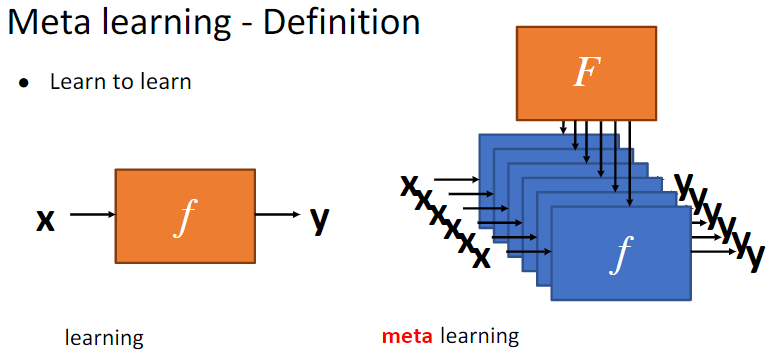 Meta learning - Definition
● Learn to learn
F
x f y
x x x x x x
y y y y y y
f
learning
meta learning